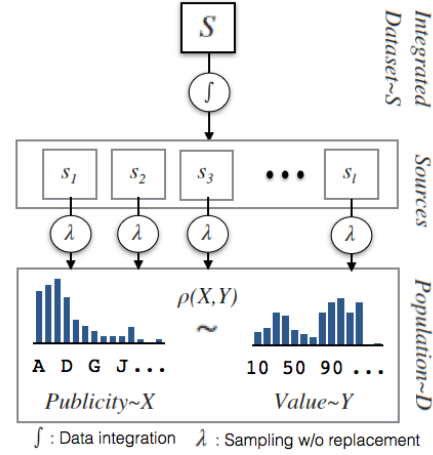 S
Integrated
Dataset~S
∫
s1 s2 s3 ••• sl
Sources
λ λ λ λ
ρ(X,Y)
~
A D G J...
10 50 90 ...
Publicity~X
Value~Y
Population~D
∫ : Data integration λ : Sampling w/o replacement